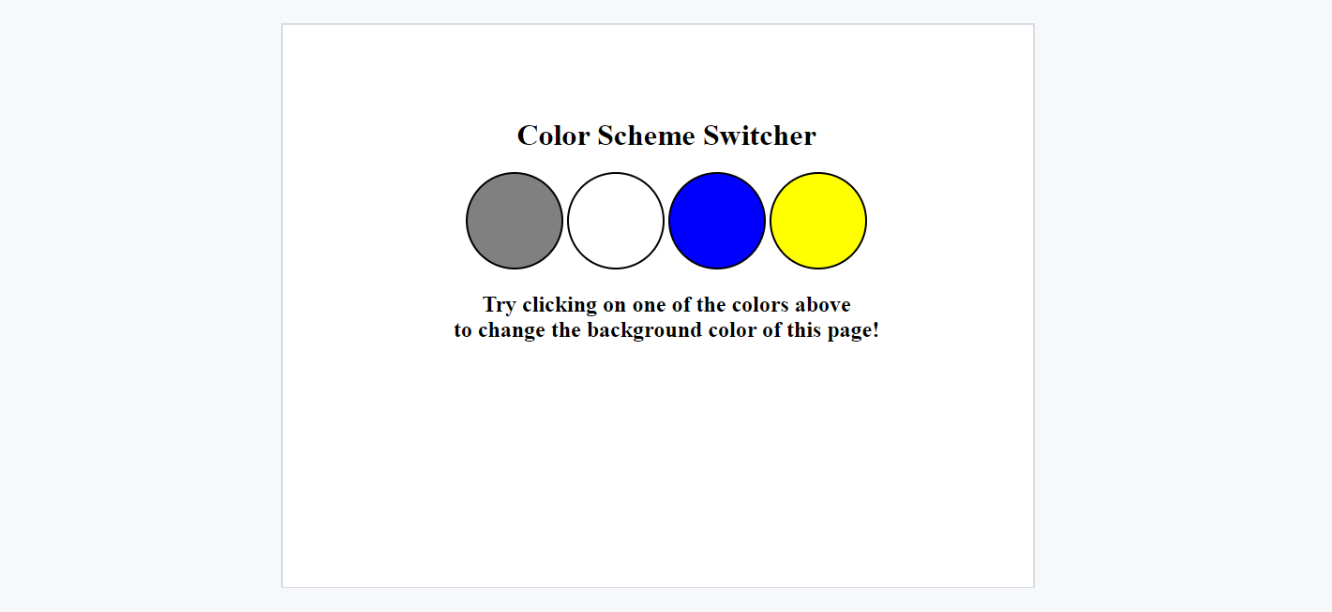 Color Scheme Switcher
Try clicking on one of the colors above
to change the background color of this page!